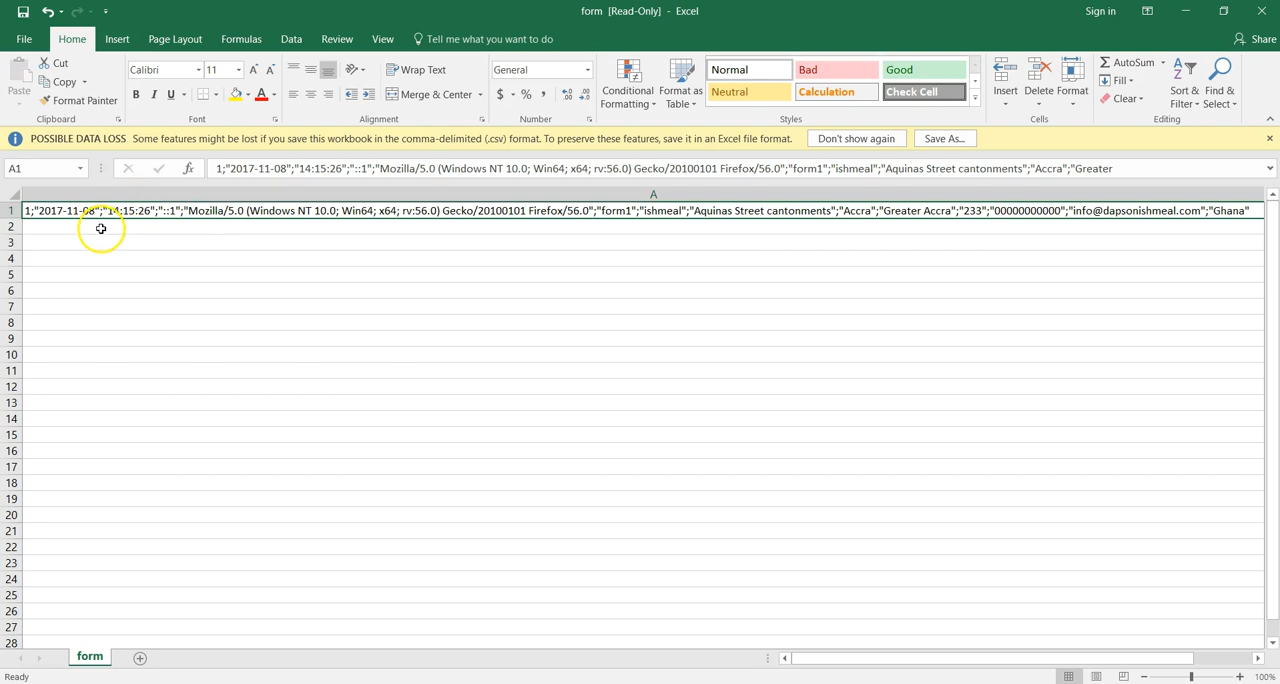 form [Read-Only] - Excel
Sign in
File Home Insert Page Layout Formulas Data Review View Tell me what you want to do Share
Paste
Cut
Copy
Format Painter
Clipboard
Calibri 11 A A
B I U A
Font
Wrap Text
Merge & Center
Alignment
General
$ % ,
Number
Conditional Formatting
Format as Table
Normal Bad Good
Neutral Calculation Check Cell
Styles
Insert Delete Format
Cells
AutoSum
Fill
Clear
Sort & Filter
Find & Select
Editing
POSSIBLE DATA LOSS Some features might be lost if you save this workbook in the comma-delimited (.csv) format. To preserve these features, save it in an Excel file format. Don't show again Save As...
A1 fx 1;"2017-11-08";"14:15:26";"::1";"Mozilla/5.0 (Windows NT 10.0; Win64; x64; rv:56.0) Gecko/20100101 Firefox/56.0";"form1";"ishmeal";"Aquinas Street cantonments";"Accra";"Greater
A
1 1;"2017-11-08";"14:15:26";"::1";"Mozilla/5.0 (Windows NT 10.0; Win64; x64; rv:56.0) Gecko/20100101 Firefox/56.0";"form1";"ishmeal";"Aquinas Street cantonments";"Accra";"Greater Accra";"233";"00000000000";"info@dapsonishmeal.com";"Ghana"
2
3
4
5
6
7
8
9
10
11
12
13
14
15
16
17
18
19
20
21
22
23
24
25
26
27
28
form
Ready 100%